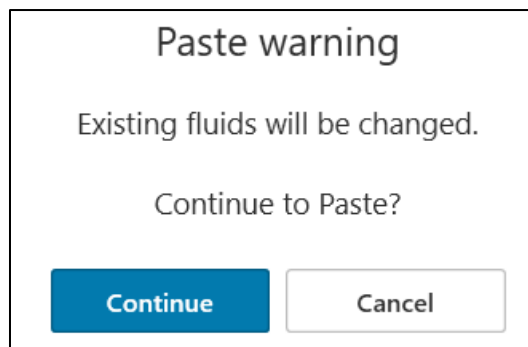 Paste warning
Existing fluids will be changed.
Continue to Paste?
Continue
Cancel